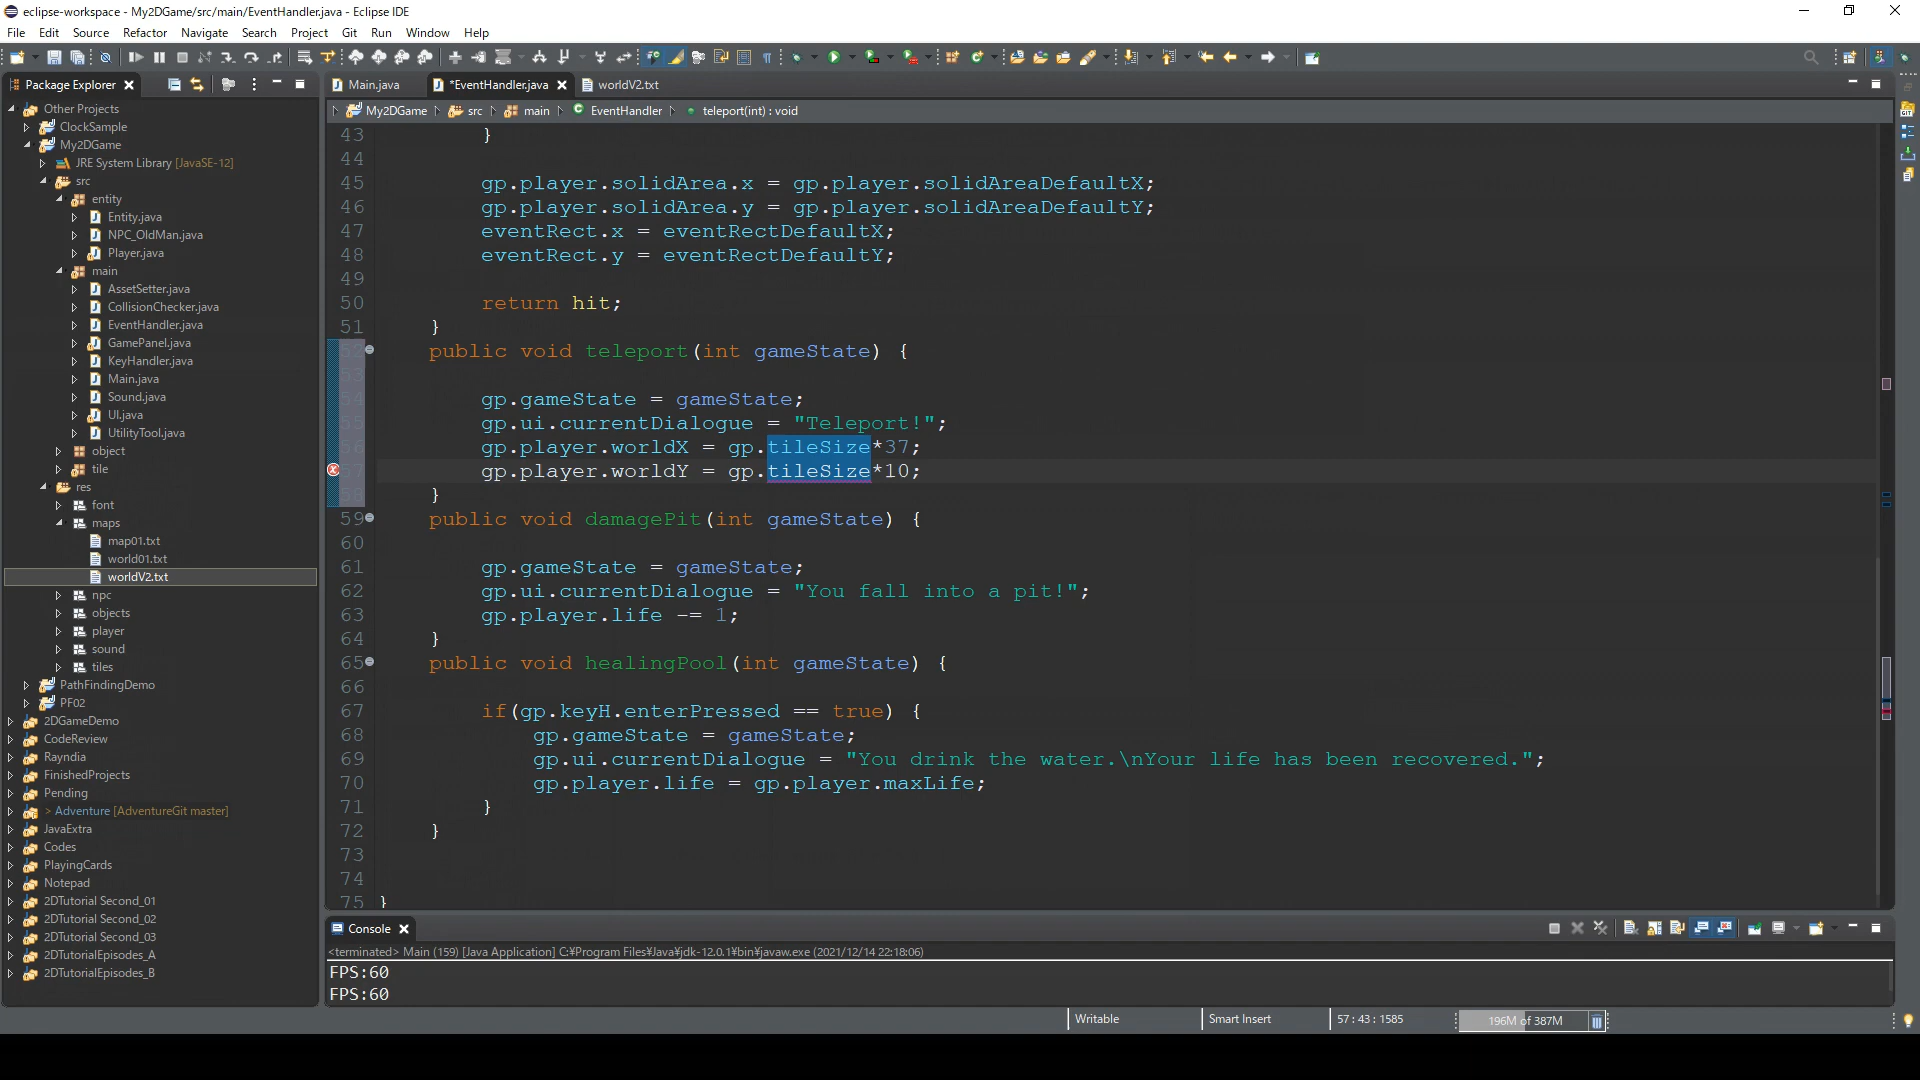 eclipse-workspace - My2DGame/src/main/EventHandler.java - Eclipse IDE
File Edit Source Refactor Navigate Search Project Git Run Window Help
Package Explorer
Other Projects
ClockSample
My2DGame
JRE System Library [JavaSE-12]
src
entity
Entity.java
NPC_OldMan.java
Player.java
main
AssetSetter.java
CollisionChecker.java
EventHandler.java
GamePanel.java
KeyHandler.java
Main.java
Sound.java
UI.java
UtilityTool.java
object
tile
res
font
maps
map01.txt
world01.txt
worldV2.txt
npc
objects
player
sound
tiles
PathFindingDemo
PF02
2DGameDemo
CodeReview
Rayndia
FinishedProjects
Pending
> Adventure [AdventureGit master]
JavaExtra
Codes
PlayingCards
Notepad
2DTutorial Second_01
2DTutorial Second_02
2DTutorial Second_03
2DTutorialEpisodes_A
2DTutorialEpisodes_B
Main.java *EventHandler.java worldV2.txt
My2DGame src main EventHandler teleport(int) : void
43 }
44
45 gp.player.solidArea.x = gp.player.solidAreaDefaultX;
46 gp.player.solidArea.y = gp.player.solidAreaDefaultY;
47 eventRect.x = eventRectDefaultX;
48 eventRect.y = eventRectDefaultY;
49
50 return hit;
51 }
52 public void teleport(int gameState) {
53
54 gp.gameState = gameState;
55 gp.ui.currentDialogue = "Teleport!";
56 gp.player.worldX = gp.tileSize*37;
57 gp.player.worldY = gp.tileSize*10;
58 }
59 public void damagePit(int gameState) {
60
61 gp.gameState = gameState;
62 gp.ui.currentDialogue = "You fall into a pit!";
63 gp.player.life -= 1;
64 }
65 public void healingPool(int gameState) {
66
67 if(gp.keyH.enterPressed == true) {
68 gp.gameState = gameState;
69 gp.ui.currentDialogue = "You drink the water.\nYour life has been recovered.";
70 gp.player.life = gp.player.maxLife;
71 }
72 }
73
74
75 }
Console
<terminated> Main (159) [Java Application] C:¥Program Files¥Java¥jdk-12.0.1¥bin¥javaw.exe (2021/12/14 22:18:06)
FPS:60
FPS:60
Writable Smart Insert 57 : 43 : 1585 196M of 387M